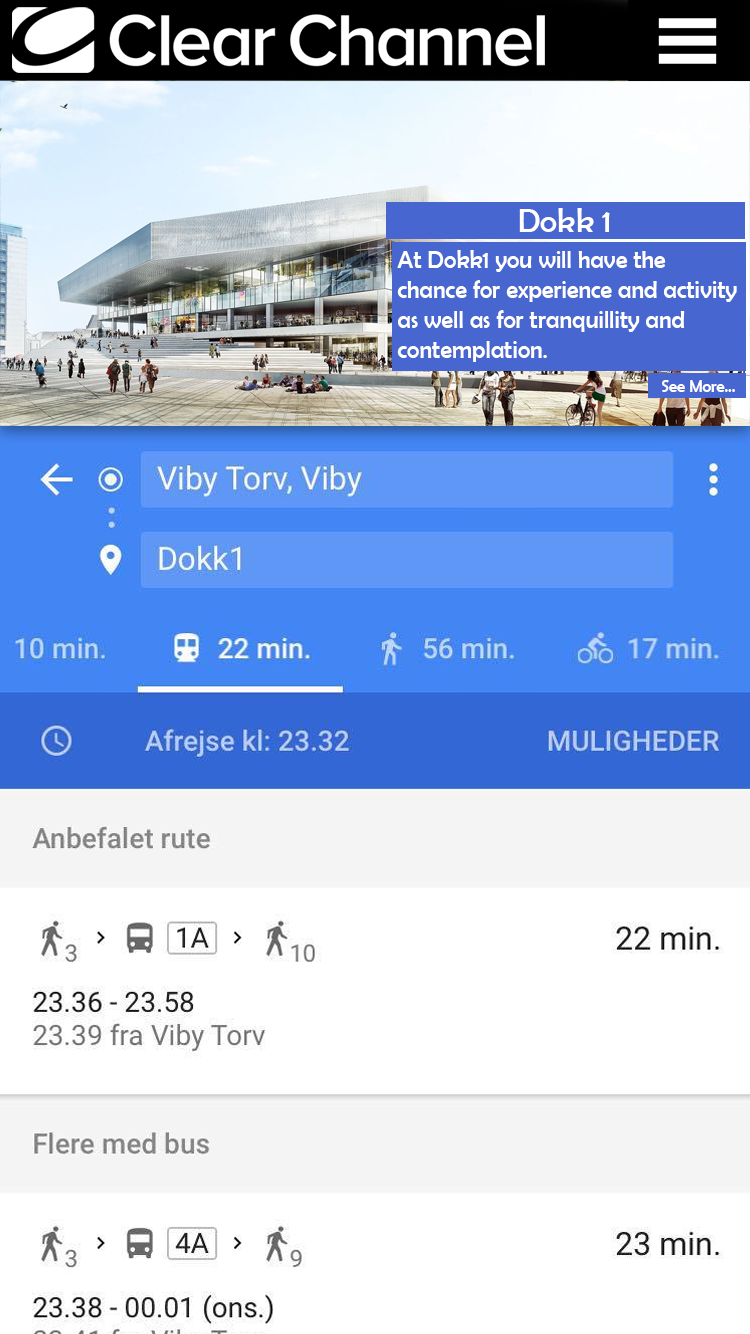 Clear Channel
Dokk1
At Dokk1 you will have the
chance for experience and activity
as well as for tranquillity and
contemplation.
See More...
Viby Torv, Viby
Dokk1
10 min.
22 min.
56 min.
17 min.
Afrejse kl: 23.32
MULIGHEDER
Anbefalet rute
3 > 1A > 10 22 min.
23.36 - 23.58
23.39 fra Viby Torv
Flere med bus
3 > 4A > 9 23 min.
23.38 - 00.01 (ons.)